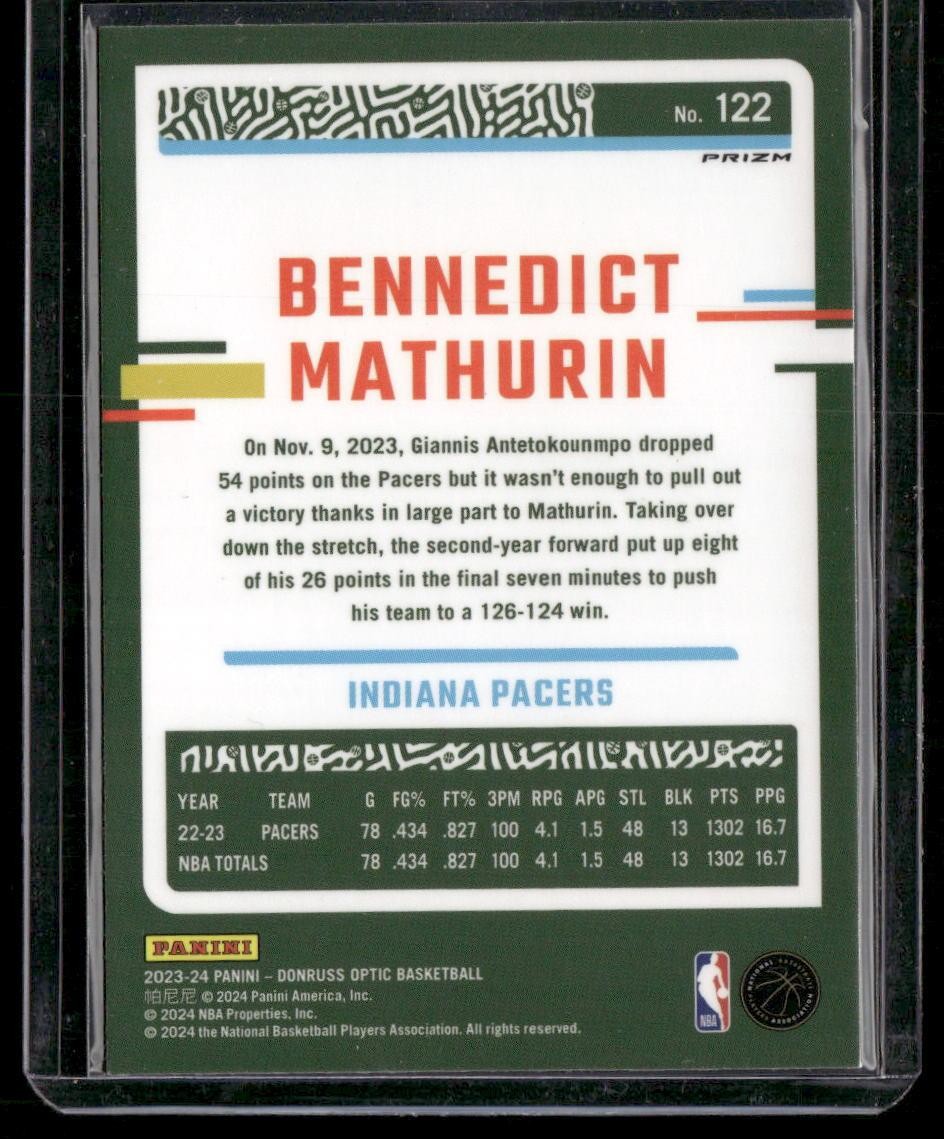 No. 122
PRIZM
BENNEDICT
MATHURIN
On Nov. 9, 2023, Giannis Antetokounmpo dropped
54 points on the Pacers but it wasn't enough to pull out
a victory thanks in large part to Mathurin. Taking over
down the stretch, the second-year forward put up eight
of his 26 points in the final seven minutes to push
his team to a 126-124 win.
INDIANA PACERS
YEAR TEAM G FG% FT% 3PM RPG APG STL BLK PTS PPG
22-23 PACERS 78 .434 .827 100 4.1 1.5 48 13 1302 16.7
NBA TOTALS 78 .434 .827 100 4.1 1.5 48 13 1302 16.7
PANINI
2023-24 PANINI – DONRUSS OPTIC BASKETBALL
帕尼尼 © 2024 Panini America, Inc.
© 2024 NBA Properties, Inc.
© 2024 the National Basketball Players Association. All rights reserved.
NBA
NATIONAL BASKETBALL PLAYERS ASSOCIATION